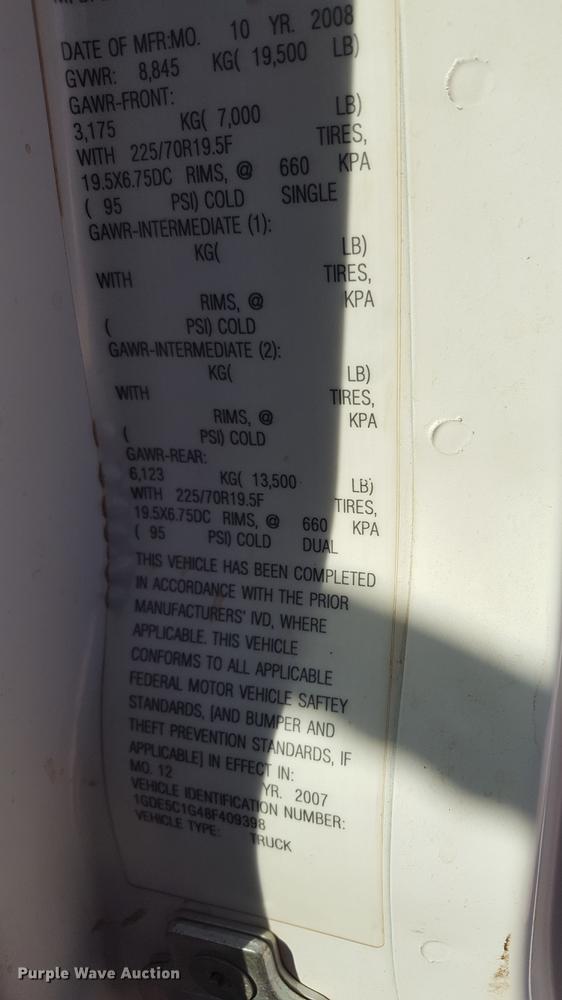 DATE OF MFR:MO. 10 YR. 2008
GVWR: 8,845 KG( 19,500 LB)
GAWR-FRONT:
3,175 KG( 7,000 LB)
WITH 225/70R19.5F TIRES,
19.5X6.75DC RIMS, @ 660 KPA
( 95 PSI) COLD SINGLE
GAWR-INTERMEDIATE (1):
KG( LB)
WITH TIRES,
RIMS, @ KPA
( PSI) COLD
GAWR-INTERMEDIATE (2):
KG( LB)
WITH TIRES,
RIMS, @ KPA
( PSI) COLD
GAWR-REAR:
6,123 KG( 13,500 LB)
WITH 225/70R19.5F TIRES,
19.5X6.75DC RIMS, @ 660 KPA
( 95 PSI) COLD DUAL
THIS VEHICLE HAS BEEN COMPLETED
IN ACCORDANCE WITH THE PRIOR
MANUFACTURERS' IVD, WHERE
APPLICABLE. THIS VEHICLE
CONFORMS TO ALL APPLICABLE
FEDERAL MOTOR VEHICLE SAFTEY
STANDARDS, [AND BUMPER AND
THEFT PREVENTION STANDARDS, IF
APPLICABLE] IN EFFECT IN:
MO. 12 YR. 2007
VEHICLE IDENTIFICATION NUMBER:
1GDE5C1G48F409398
VEHICLE TYPE: TRUCK
Purple Wave Auction